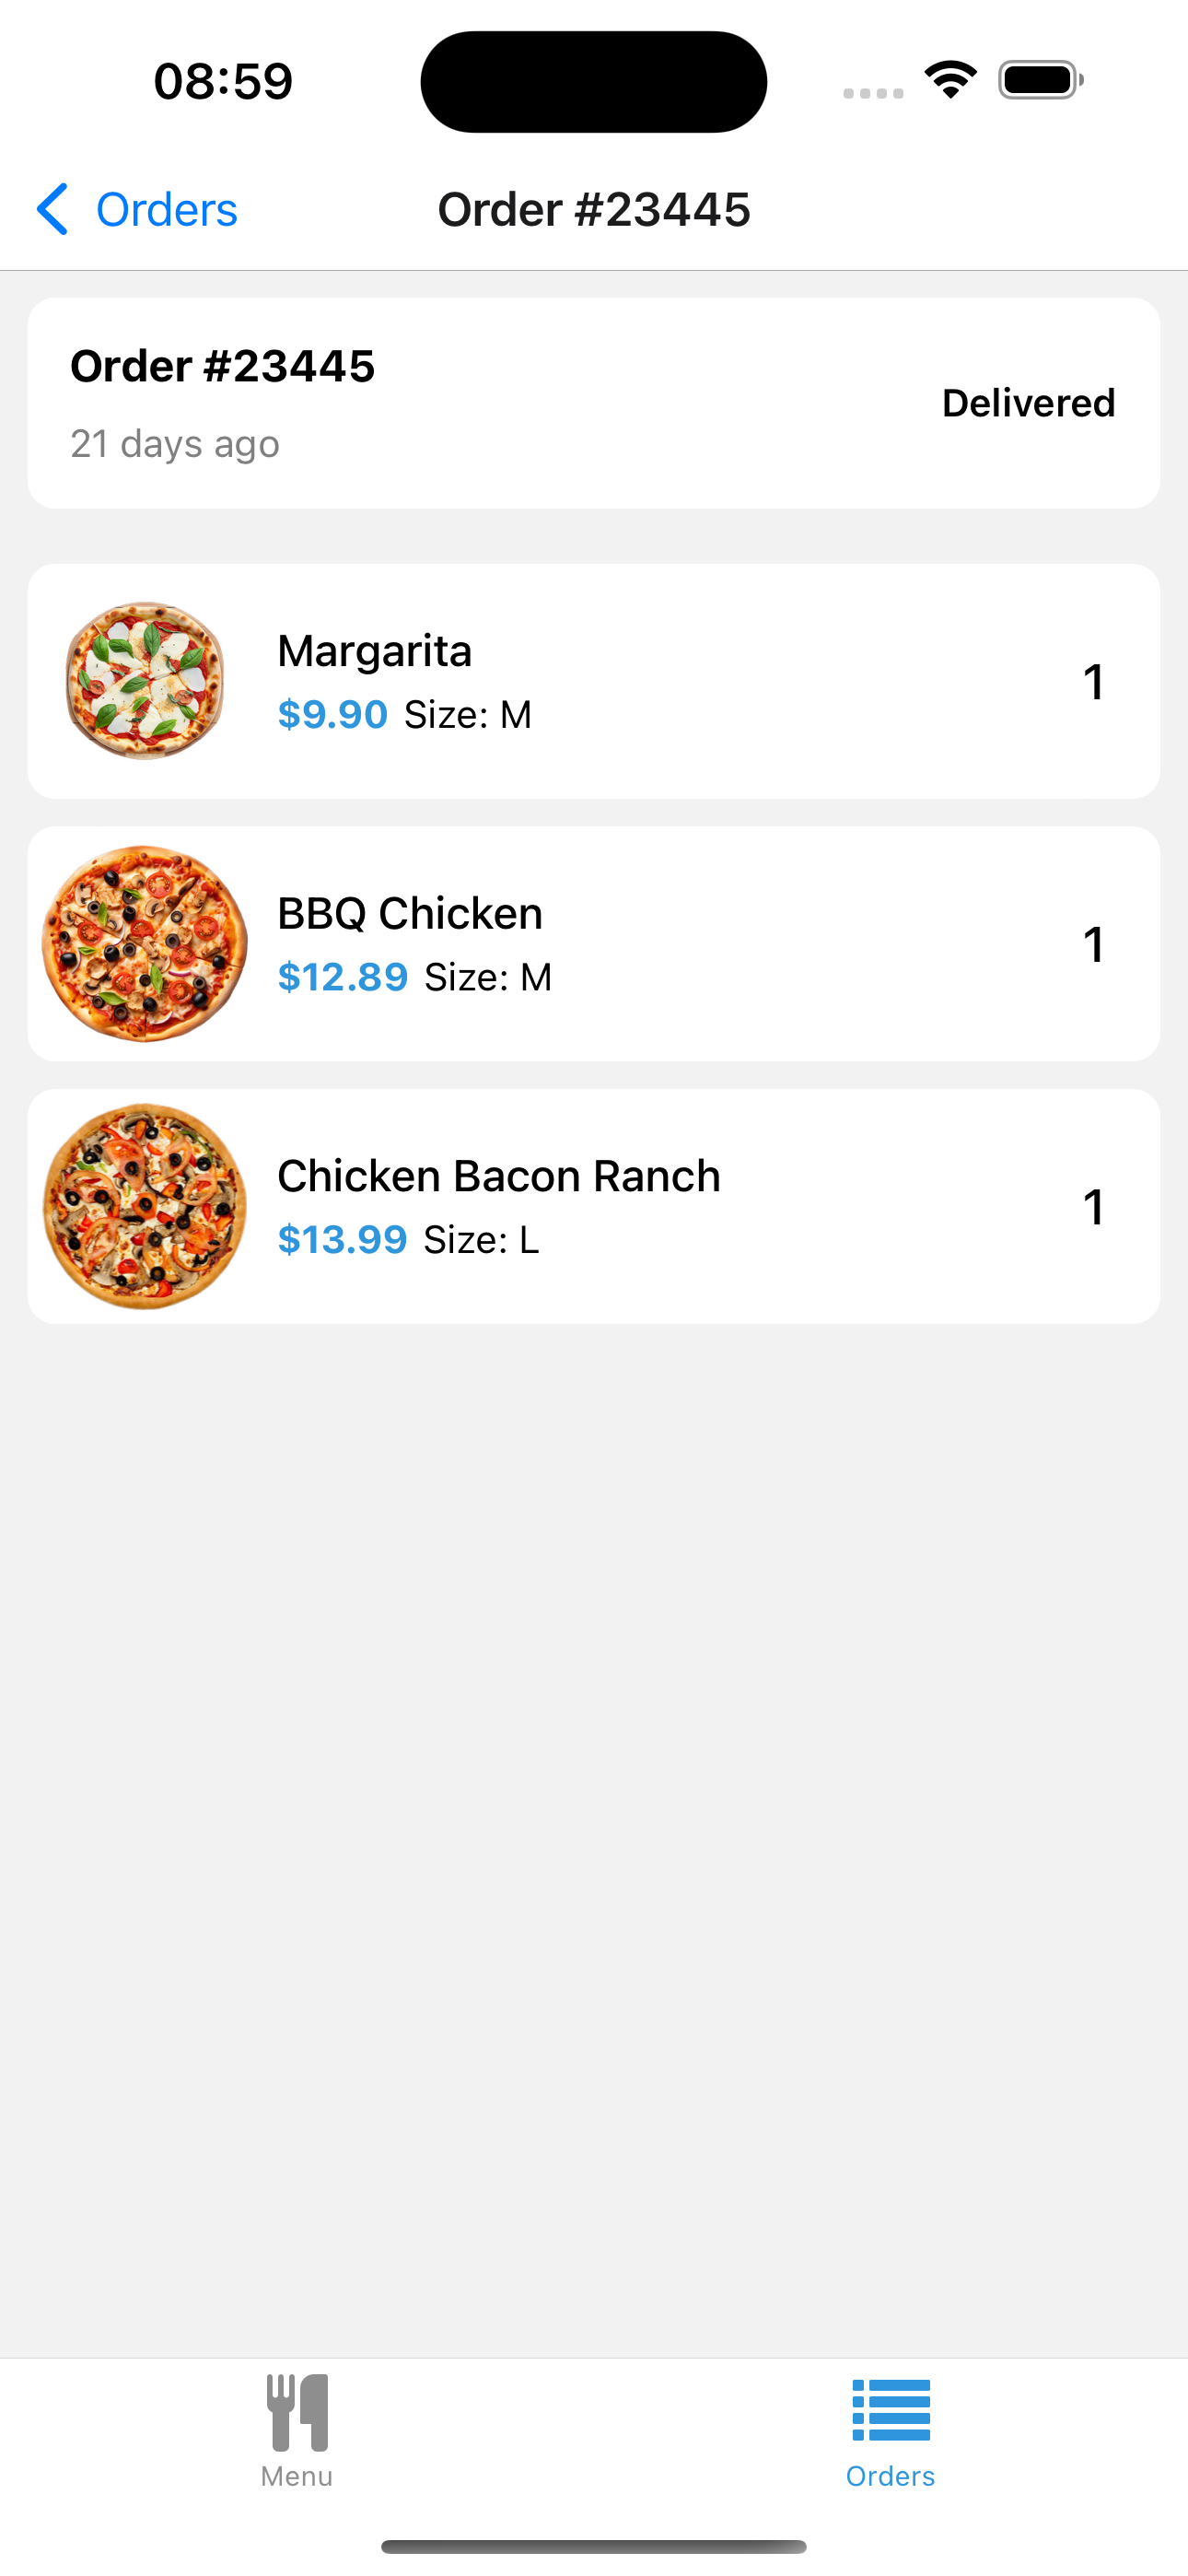 08:59
Orders
Order #23445
Order #23445
21 days ago
Delivered
Margarita
$9.90 Size: M
1
BBQ Chicken
$12.89 Size: M
1
Chicken Bacon Ranch
$13.99 Size: L
1
Menu
Orders